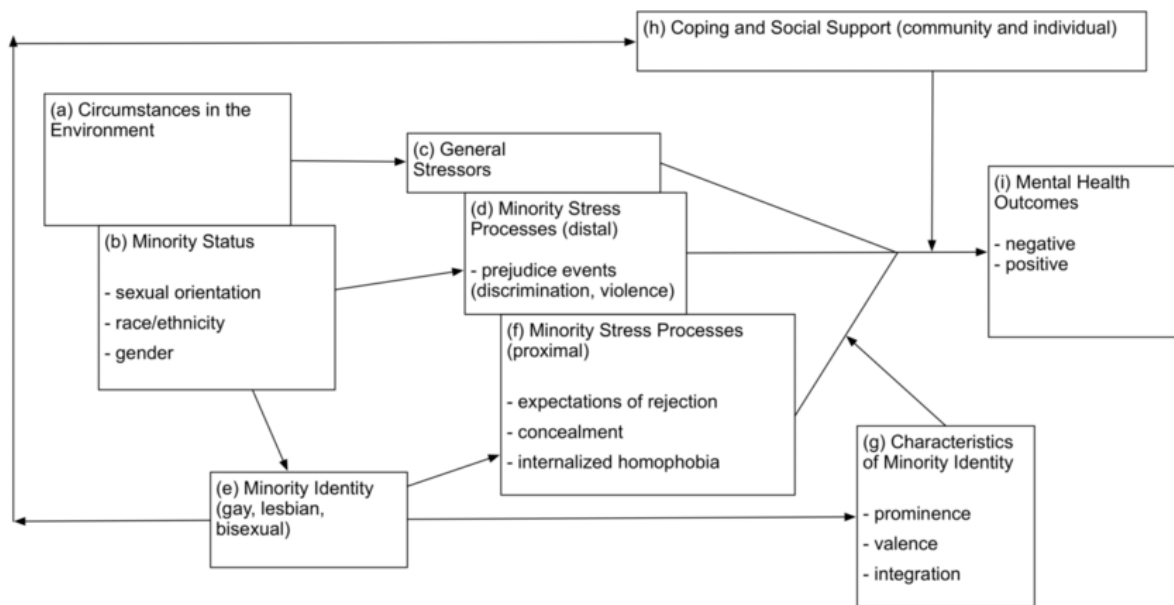 (h) Coping and Social Support (community and individual)
(a) Circumstances in the
Environment
(c) General
Stressors
(i) Mental Health
Outcomes
- negative
- positive
(b) Minority Status
- sexual orientation
- race/ethnicity
- gender
(d) Minority Stress
Processes (distal)
- prejudice events
(discrimination, violence)
(f) Minority Stress Processes
(proximal)
- expectations of rejection
- concealment
- internalized homophobia
(g) Characteristics
of Minority Identity
- prominence
- valence
- integration
(e) Minority Identity
(gay, lesbian,
bisexual)